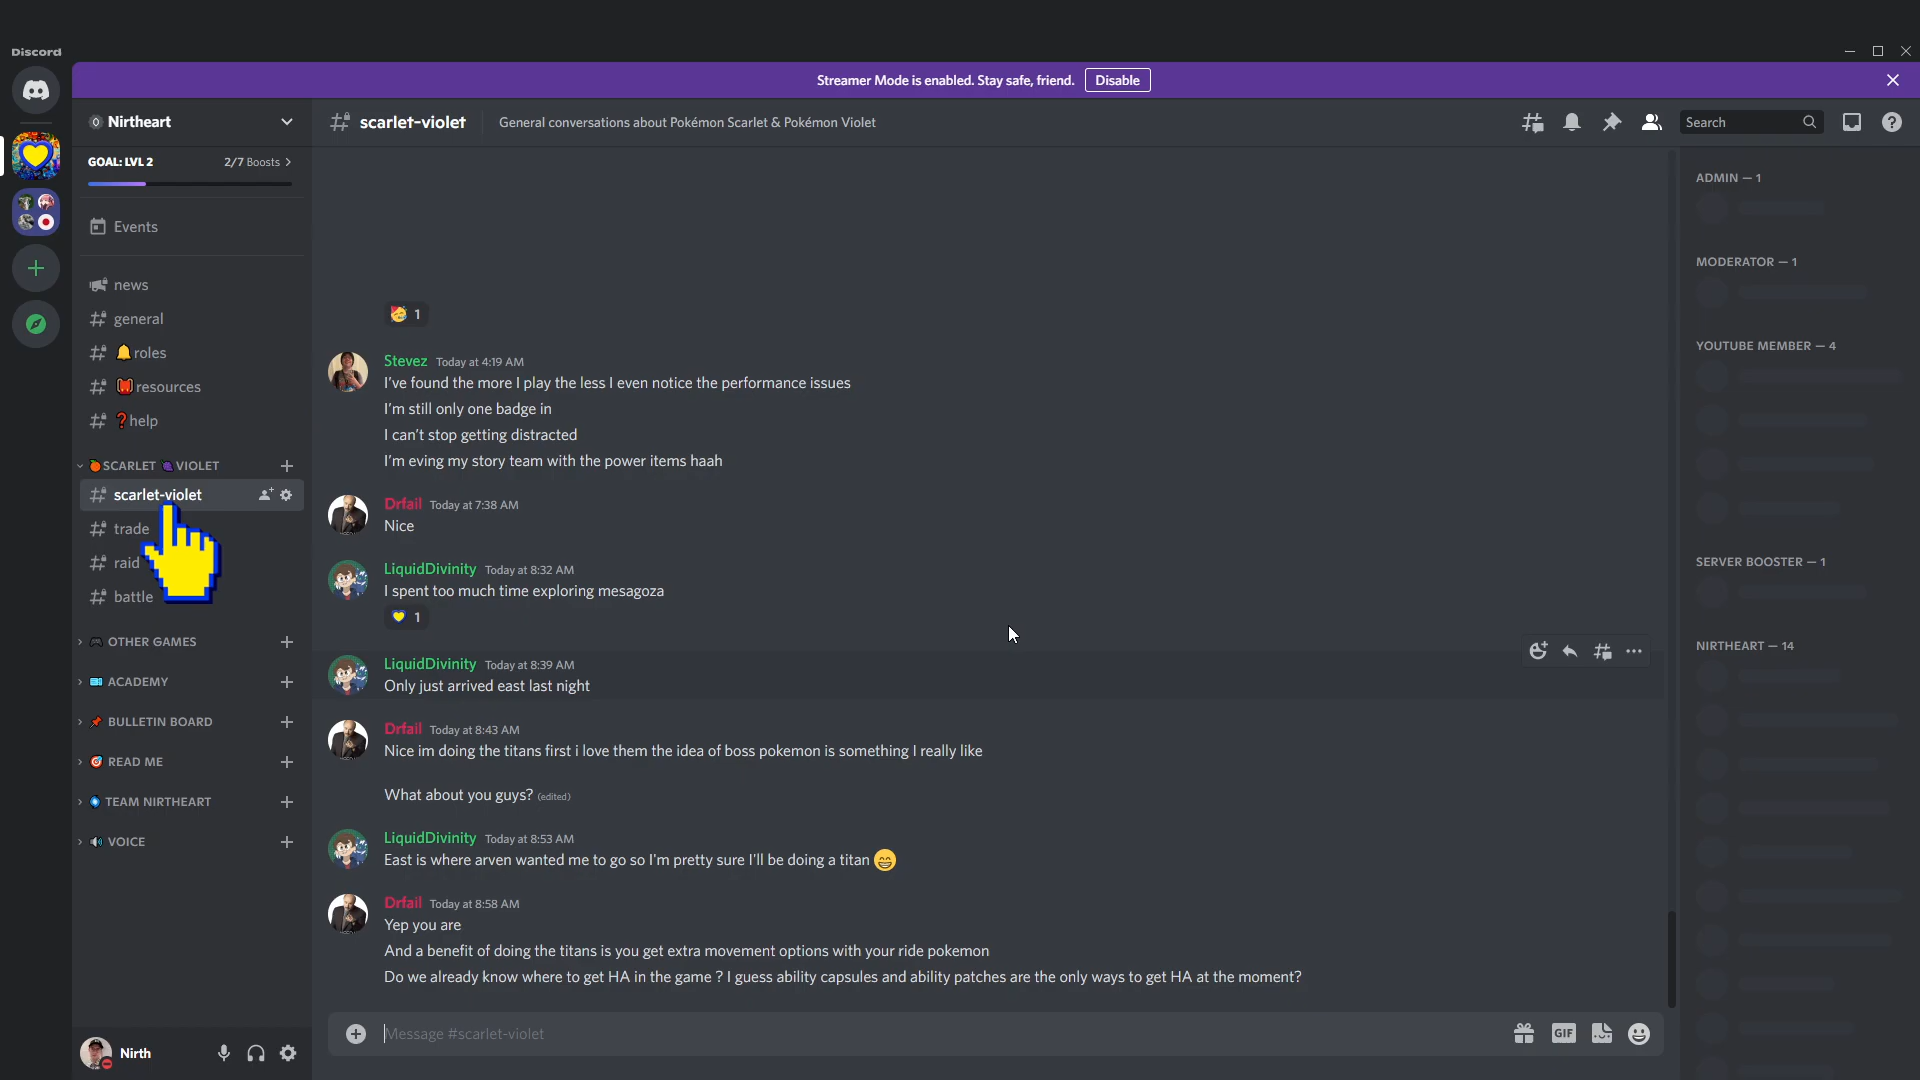 Discord
Streamer Mode is enabled. Stay safe, friend. Disable
Nirtheart
scarlet-violet
General conversations about Pokémon Scarlet & Pokémon Violet
Search
GOAL: LVL 2
2/7 Boosts
Events
news
general
roles
resources
help
SCARLET VIOLET
scarlet-violet
trade
raid
battle
OTHER GAMES
ACADEMY
BULLETIN BOARD
READ ME
TEAM NIRTHEART
VOICE
Nirth
1
Stevez Today at 4:19 AM
I've found the more I play the less I even notice the performance issues
I'm still only one badge in
I can't stop getting distracted
I'm eving my story team with the power items haah
Drfail Today at 7:38 AM
Nice
LiquidDivinity Today at 8:32 AM
I spent too much time exploring mesagoza
1
LiquidDivinity Today at 8:39 AM
Only just arrived east last night
Drfail Today at 8:43 AM
Nice im doing the titans first i love them the idea of boss pokemon is something I really like
What about you guys? (edited)
LiquidDivinity Today at 8:53 AM
East is where arven wanted me to go so I'm pretty sure I'll be doing a titan
Drfail Today at 8:58 AM
Yep you are
And a benefit of doing the titans is you get extra movement options with your ride pokemon
Do we already know where to get HA in the game ? I guess ability capsules and ability patches are the only ways to get HA at the moment?
Message #scarlet-violet
GIF
ADMIN — 1
MODERATOR — 1
YOUTUBE MEMBER — 4
SERVER BOOSTER — 1
NIRTHEART — 14